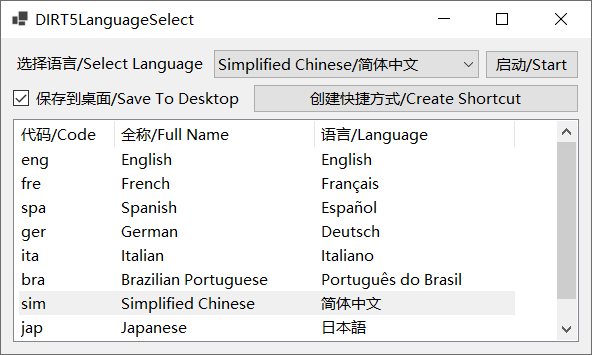 DIRT5LanguageSelect
选择语言/Select Language Simplified Chinese/简体中文 启动/Start
保存到桌面/Save To Desktop 创建快捷方式/Create Shortcut
代码/Code 全称/Full Name 语言/Language
eng English English
fre French Français
spa Spanish Español
ger German Deutsch
ita Italian Italiano
bra Brazilian Portuguese Português do Brasil
sim Simplified Chinese 简体中文
jap Japanese 日本語